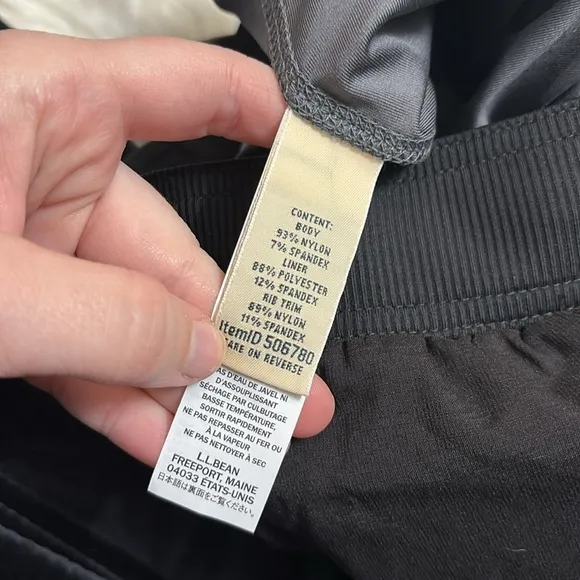 CONTENT:
BODY
93% NYLON
7% SPANDEX
LINER
88% POLYESTER
12% SPANDEX
RIB TRIM
89% NYLON
11% SPANDEX
ItemID 506780
CARE ON REVERSE
PAS D'EAU DE JAVEL NI
D'ASSOUPLISSANT
SÉCHAGE PAR CULBUTAGE
BASSE TEMPÉRATURE,
SORTIR RAPIDEMENT
NE PAS REPASSER AU FER OU
À LA VAPEUR
NE PAS NETTOYER À SEC
L.L.BEAN
FREEPORT, MAINE
04033 ÉTATS-UNIS
日本語は裏面をご覧ください。